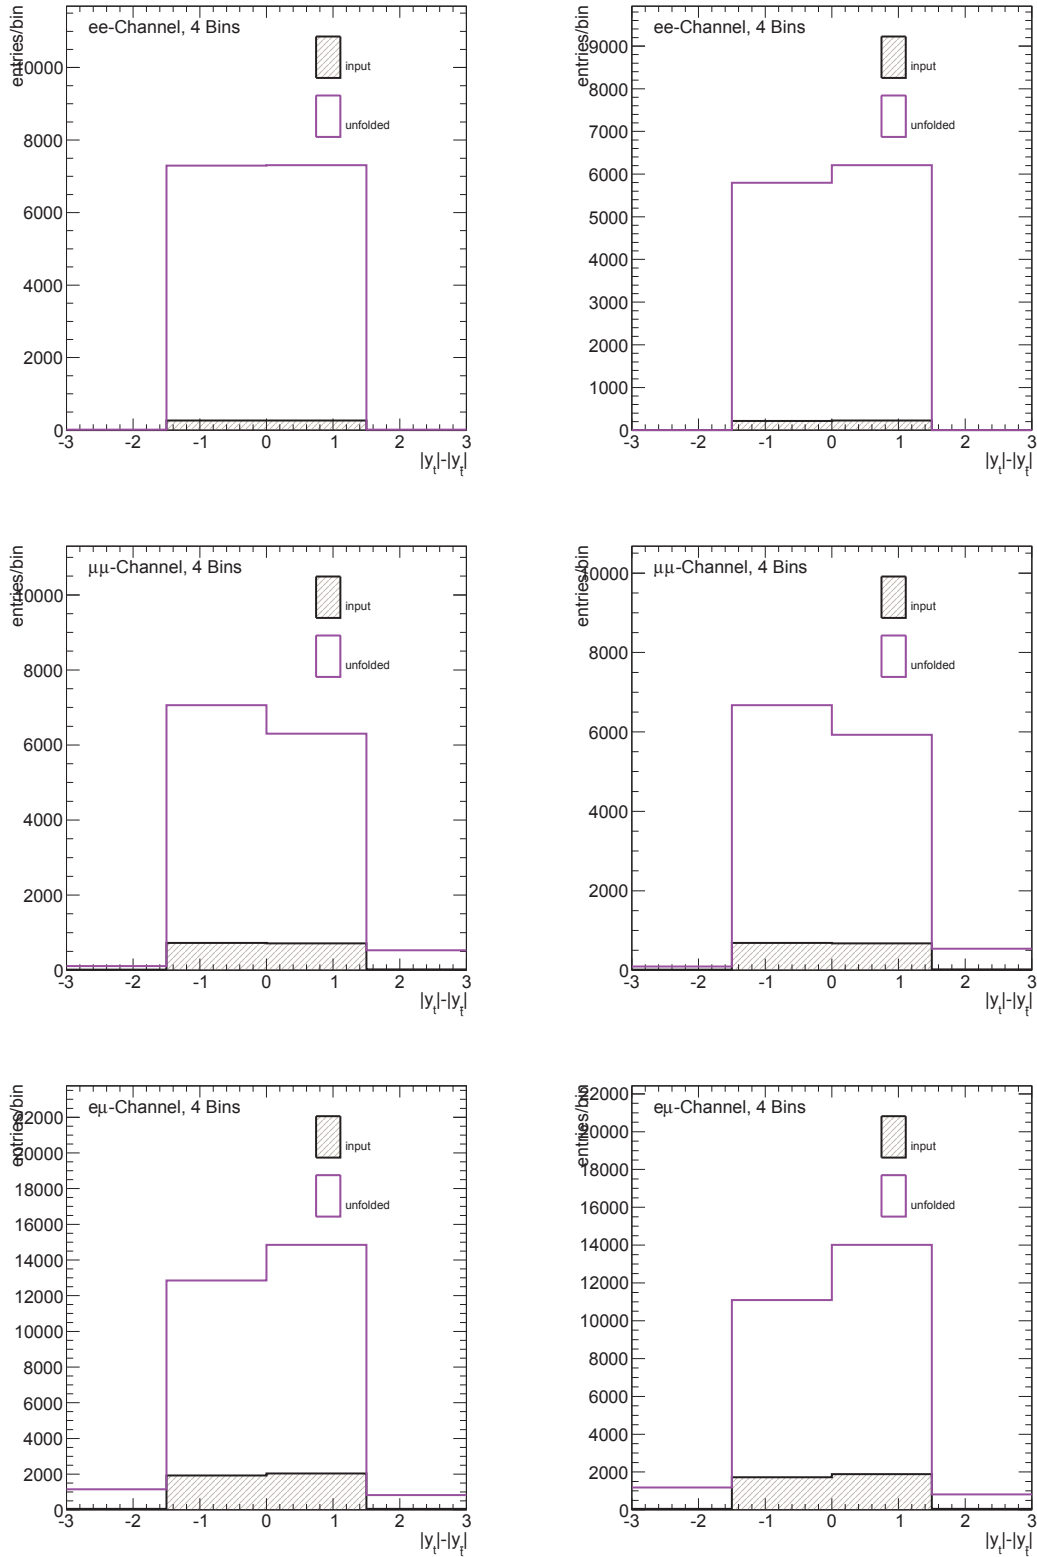 ee-Channel, 4 Bins
entries/bin
input
unfolded
10000
8000
6000
4000
2000
0
-3 -2 -1 0 1 2 3
|y_t|-|y_t̄|
ee-Channel, 4 Bins
entries/bin
input
unfolded
9000
8000
7000
6000
5000
4000
3000
2000
1000
0
-3 -2 -1 0 1 2 3
|y_t|-|y_t̄|
μμ-Channel, 4 Bins
entries/bin
input
unfolded
10000
8000
6000
4000
2000
0
-3 -2 -1 0 1 2 3
|y_t|-|y_t̄|
μμ-Channel, 4 Bins
entries/bin
input
unfolded
10000
8000
6000
4000
2000
0
-3 -2 -1 0 1 2 3
|y_t|-|y_t̄|
eμ-Channel, 4 Bins
entries/bin
input
unfolded
22000
20000
18000
16000
14000
12000
10000
8000
6000
4000
2000
0
-3 -2 -1 0 1 2 3
|y_t|-|y_t̄|
eμ-Channel, 4 Bins
entries/bin
input
unfolded
22000
20000
18000
16000
14000
12000
10000
8000
6000
4000
2000
0
-3 -2 -1 0 1 2 3
|y_t|-|y_t̄|